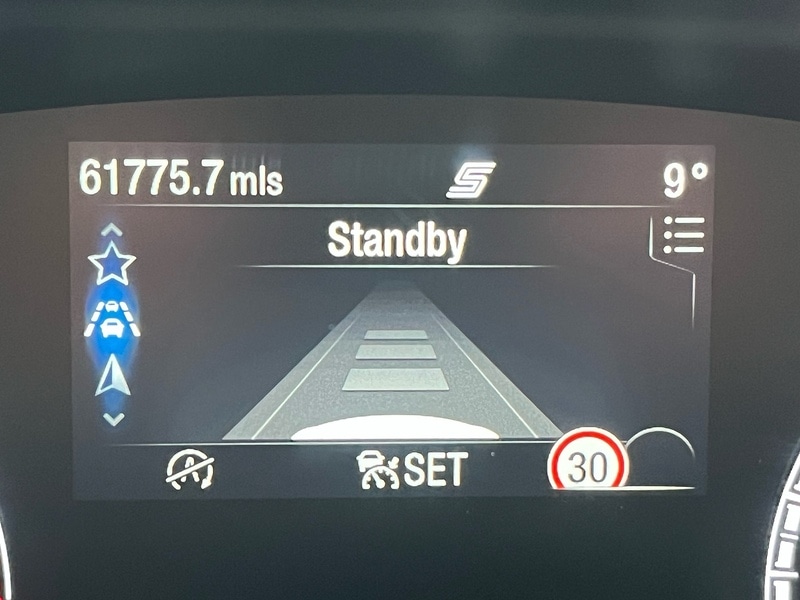 61775.7 mls S 9°
Standby
A
SET 30